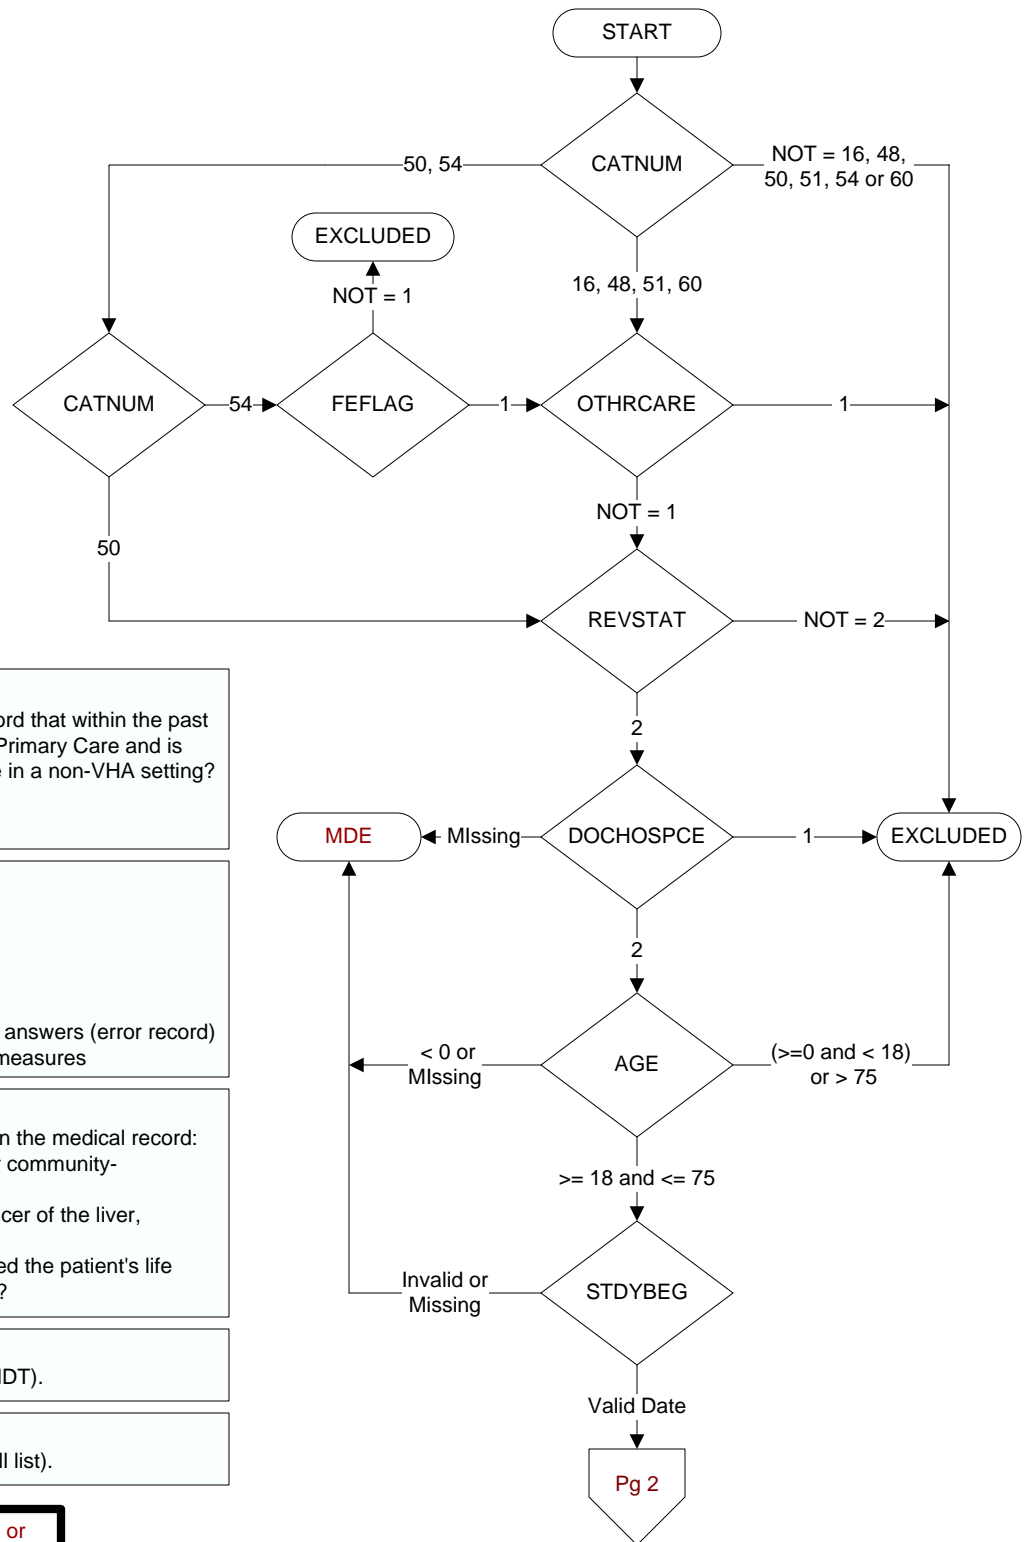 START
CATNUM
50, 54
NOT = 16, 48,
50, 51, 54 or 60
EXCLUDED
NOT = 1
16, 48, 51, 60
CATNUM
54
FEFLAG
1
OTHRCARE
1
NOT = 1
50
REVSTAT
NOT = 2
2
ord that within the past
Primary Care and is
e in a non-VHA setting?
MDE
MIssing
DOCHOSPCE
1
EXCLUDED
2
answers (error record)
measures
< 0 or
MIssing
AGE
(>=0 and < 18)
or > 75
n the medical record:
r community-
cer of the liver,
ed the patient's life
?
>= 18 and <= 75
Invalid or
Missing
STDYBEG
IDT).
Valid Date
ll list).
Pg 2
or